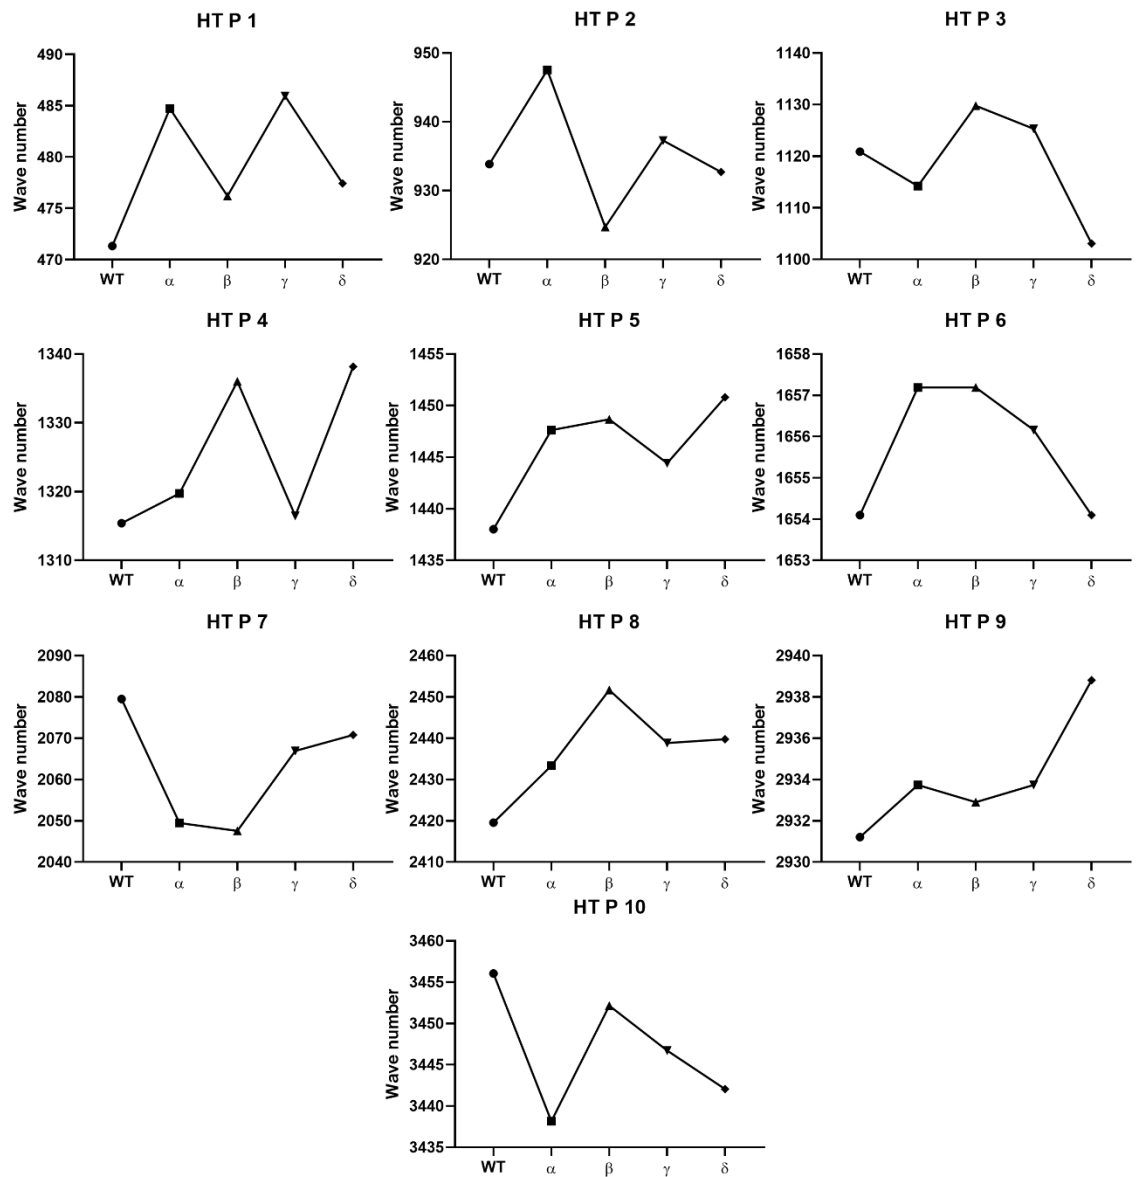 HT P 1
HT P 2
HT P 3
Wave number
490
485
480
475
470
WT α β γ δ
Wave number
950
940
930
920
WT α β γ δ
Wave number
1140
1130
1120
1110
1100
WT α β γ δ
HT P 4
HT P 5
HT P 6
Wave number
1340
1330
1320
1310
WT α β γ δ
Wave number
1455
1450
1445
1440
1435
WT α β γ δ
Wave number
1658
1657
1656
1655
1654
1653
WT α β γ δ
HT P 7
HT P 8
HT P 9
Wave number
2090
2080
2070
2060
2050
2040
WT α β γ δ
Wave number
2460
2450
2440
2430
2420
2410
WT α β γ δ
Wave number
2940
2938
2936
2934
2932
2930
WT α β γ δ
HT P 10
Wave number
3460
3455
3450
3445
3440
3435
WT α β γ δ